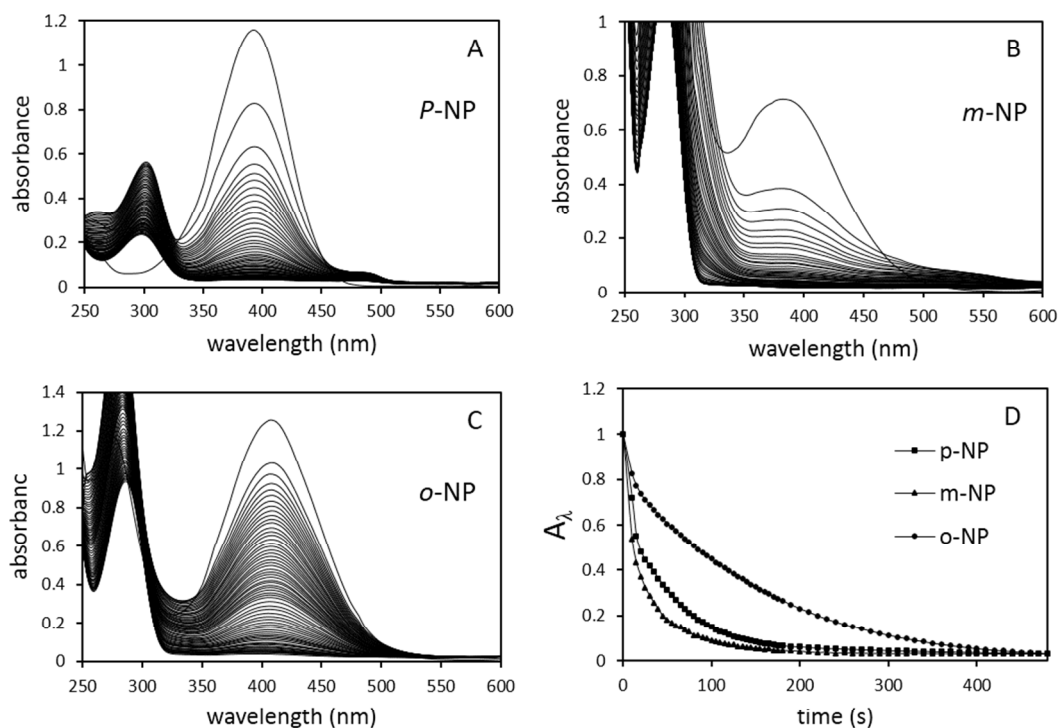 A
P-NP
absorbance
1.2
1
0.8
0.6
0.4
0.2
0
250 300 350 400 450 500 550 600
wavelength (nm)
B
m-NP
absorbanc
1
0.8
0.6
0.4
0.2
0
250 300 350 400 450 500 550 600
wavelength (nm)
C
o-NP
absorbanc
1.4
1.2
1
0.8
0.6
0.4
0.2
0
250 300 350 400 450 500 550 600
wavelength (nm)
D
p-NP
m-NP
o-NP
Aλ
1.2
1
0.8
0.6
0.4
0.2
0
0 100 200 300 400
time (s)